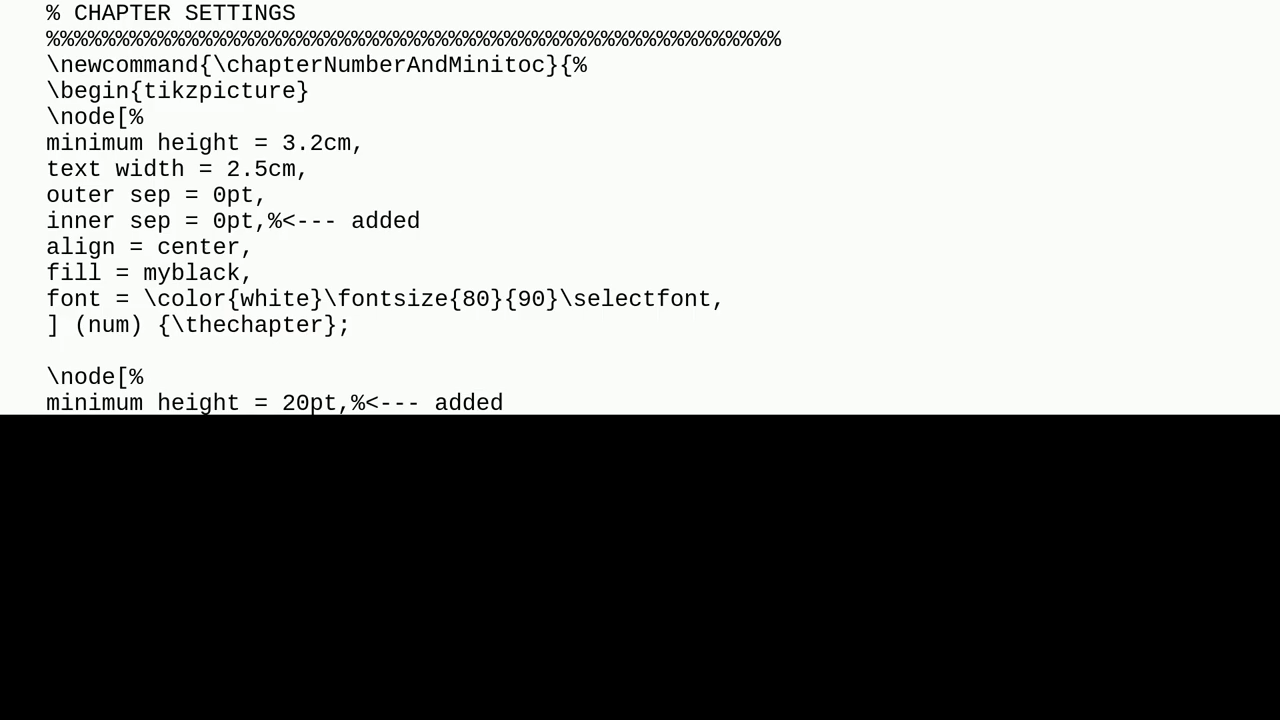 % CHAPTER SETTINGS
%%%%%%%%%%%%%%%%%%%%%%%%%%%%%%%%%%%%%%%%%%%%%%%%%%%%%
\newcommand{\chapterNumberAndMinitoc}{%
\begin{tikzpicture}
\node[%
minimum height = 3.2cm,
text width = 2.5cm,
outer sep = 0pt,
inner sep = 0pt,%<--- added
align = center,
fill = myblack,
font = \color{white}\fontsize{80}{90}\selectfont,
] (num) {\thechapter};

\node[%
minimum height = 20pt,%<--- added